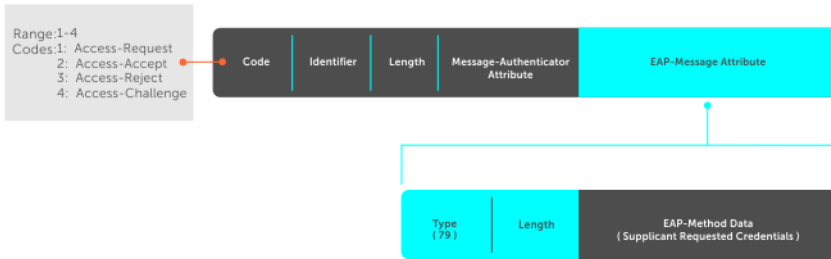 Range:1-4
Codes:1: Access-Request
2: Access-Accept
3: Access-Reject
4: Access-Challenge
Code
Identifier
Length
Message-Authenticator
Attribute
EAP-Message Attribute
Type
( 79 )
Length
EAP-Method Data
( Supplicant Requested Credentials )